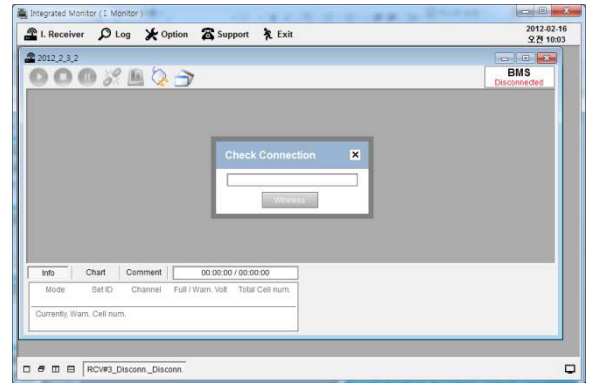 Integrated Monitor ( I. Monitor )
I. Receiver Log Option Support Exit
2012-02-16
오전 10:03
2012_2_3_2
BMS
Disconnected
Check Connection
Wireless
Info Chart Comment 00:00:00 / 00:00:00
Mode Set ID Channel Full / Warn. Volt Total Cell num.
Currently, Warn. Cell num.
RCV#3_Disconn._Disconn.